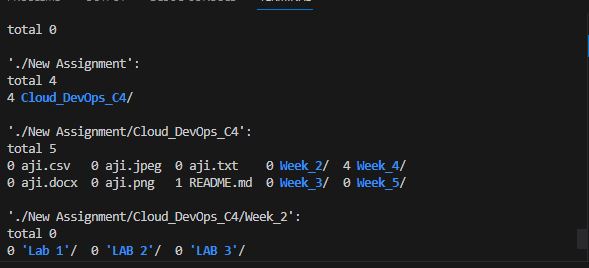 total 0
'./New Assignment':
total 4
4 Cloud_DevOps_C4/
'./New Assignment/Cloud_DevOps_C4':
total 5
0 aji.csv   0 aji.jpeg  0 aji.txt    0 Week_2/  4 Week_4/
0 aji.docx  0 aji.png   1 README.md  0 Week_3/  0 Week_5/
'./New Assignment/Cloud_DevOps_C4/Week_2':
total 0
0 'Lab 1'/  0 'LAB 2'/  0 'LAB 3'/